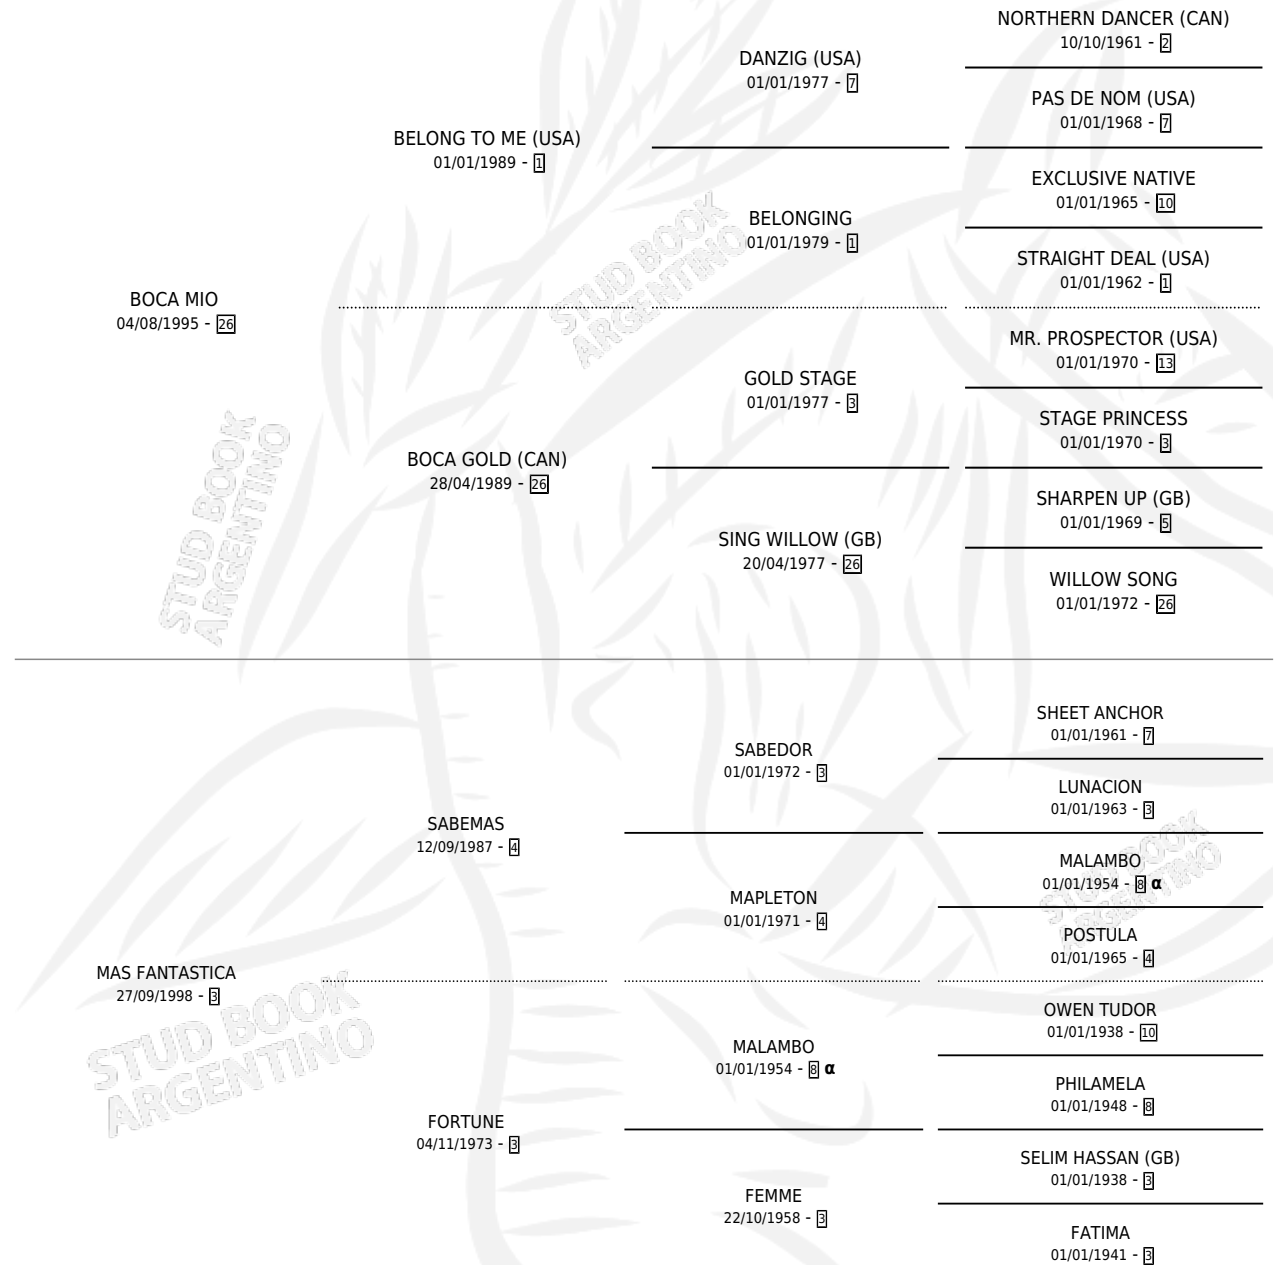 NORTHERN DANCER (CAN)
10/10/1961 - 2
DANZIG (USA)
01/01/1977 - 7
PAS DE NOM (USA)
01/01/1968 - 7
BELONG TO ME (USA)
01/01/1989 - 1
EXCLUSIVE NATIVE
01/01/1965 - 10
BELONGING
01/01/1979 - 1
STRAIGHT DEAL (USA)
01/01/1962 - 1
BOCA MIO
04/08/1995 - 26
MR. PROSPECTOR (USA)
01/01/1970 - 13
GOLD STAGE
01/01/1977 - 3
STAGE PRINCESS
01/01/1970 - 3
BOCA GOLD (CAN)
28/04/1989 - 26
SHARPEN UP (GB)
01/01/1969 - 5
SING WILLOW (GB)
20/04/1977 - 26
WILLOW SONG
01/01/1972 - 26
SHEET ANCHOR
01/01/1961 - 7
SABEDOR
01/01/1972 - 3
LUNACION
01/01/1963 - 3
SABEMAS
12/09/1987 - 4
MALAMBO
01/01/1954 - 8 α
MAPLETON
01/01/1971 - 4
POSTULA
01/01/1965 - 4
MAS FANTASTICA
27/09/1998 - 3
OWEN TUDOR
01/01/1938 - 10
MALAMBO
01/01/1954 - 8 α
PHILAMELA
01/01/1948 - 8
FORTUNE
04/11/1973 - 3
SELIM HASSAN (GB)
01/01/1938 - 3
FEMME
22/10/1958 - 3
FATIMA
01/01/1941 - 3
STUD BOOK
ARGENTINO
STUD BOOK
ARGENTINO
STUD BOOK
ARGENTINO
STUD BOOK
ARGENTINO